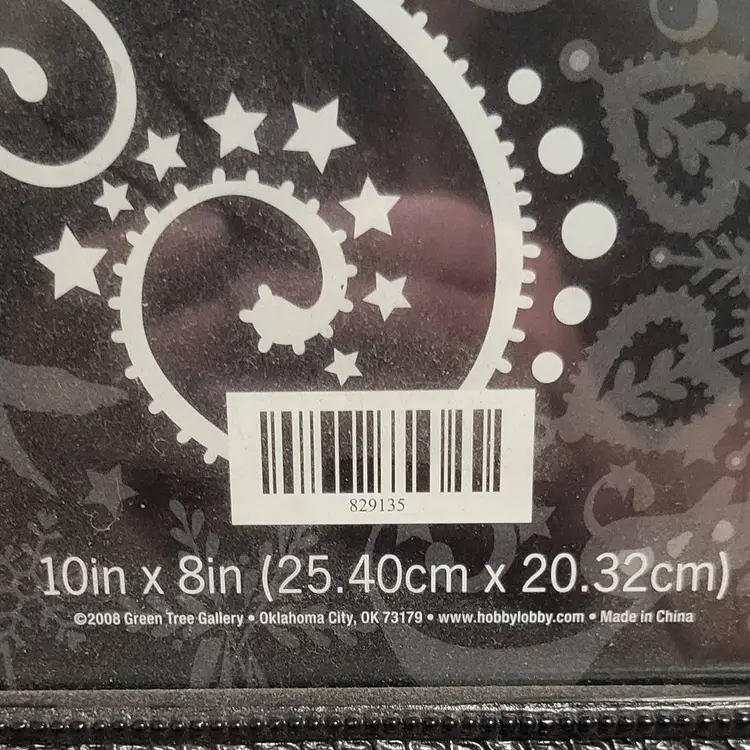 829135
10in x 8in (25.40cm x 20.32cm)
©2008 Green Tree Gallery • Oklahoma City, OK 73179 • www.hobbylobby.com • Made in China